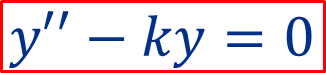 y′′ − ky = 0